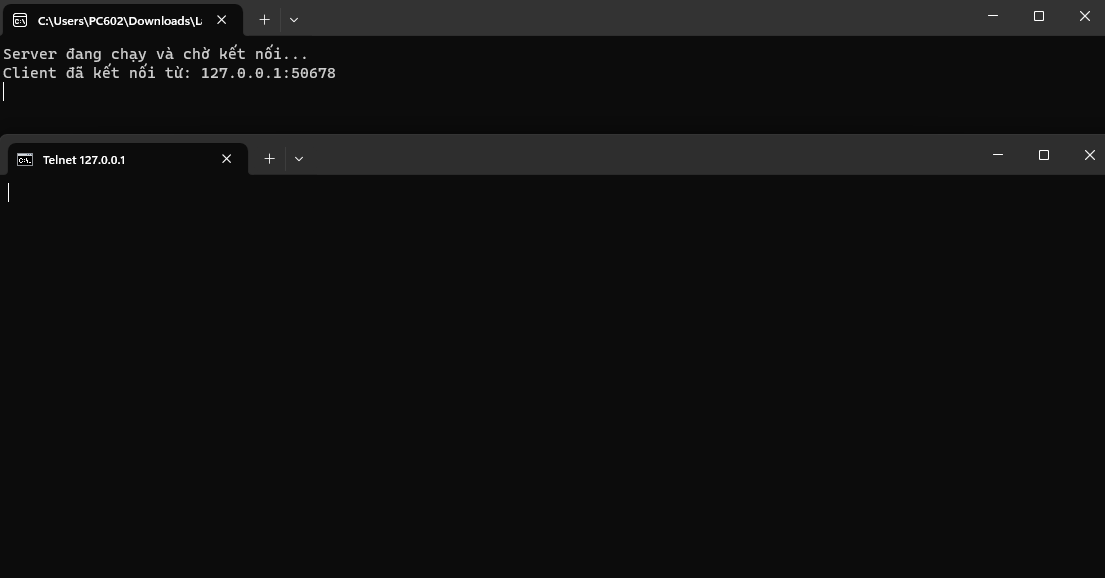 C:\Users\PC602\Downloads\L
Server đang chạy và chờ kết nối...
Client đã kết nối từ: 127.0.0.1:50678
Telnet 127.0.0.1